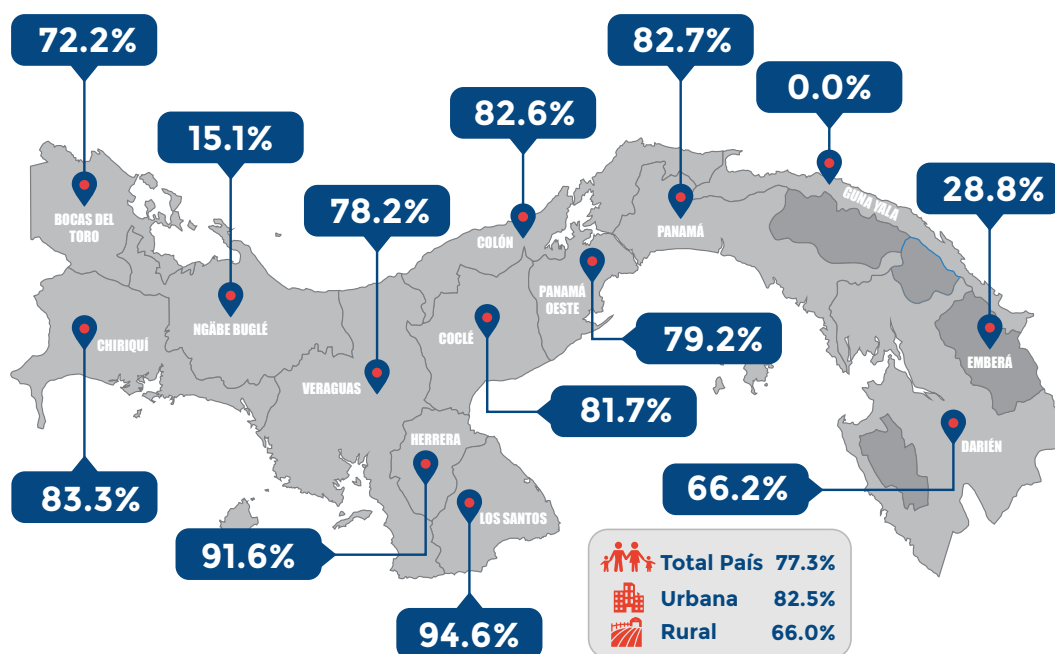 72.2%
82.7%
0.0%
82.6%
15.1%
28.8%
78.2%
GUNA YALA
BOCAS DEL
TORO
COLÓN
PANAMÁ
PANAMÁ
OESTE
NGÄBE BUGLÉ
CHIRIQUÍ
COCLÉ
79.2%
EMBERÁ
VERAGUAS
81.7%
HERRERA
DARIÉN
83.3%
66.2%
LOS SANTOS
91.6%
94.6%
Total País 77.3%
Urbana 82.5%
Rural 66.0%